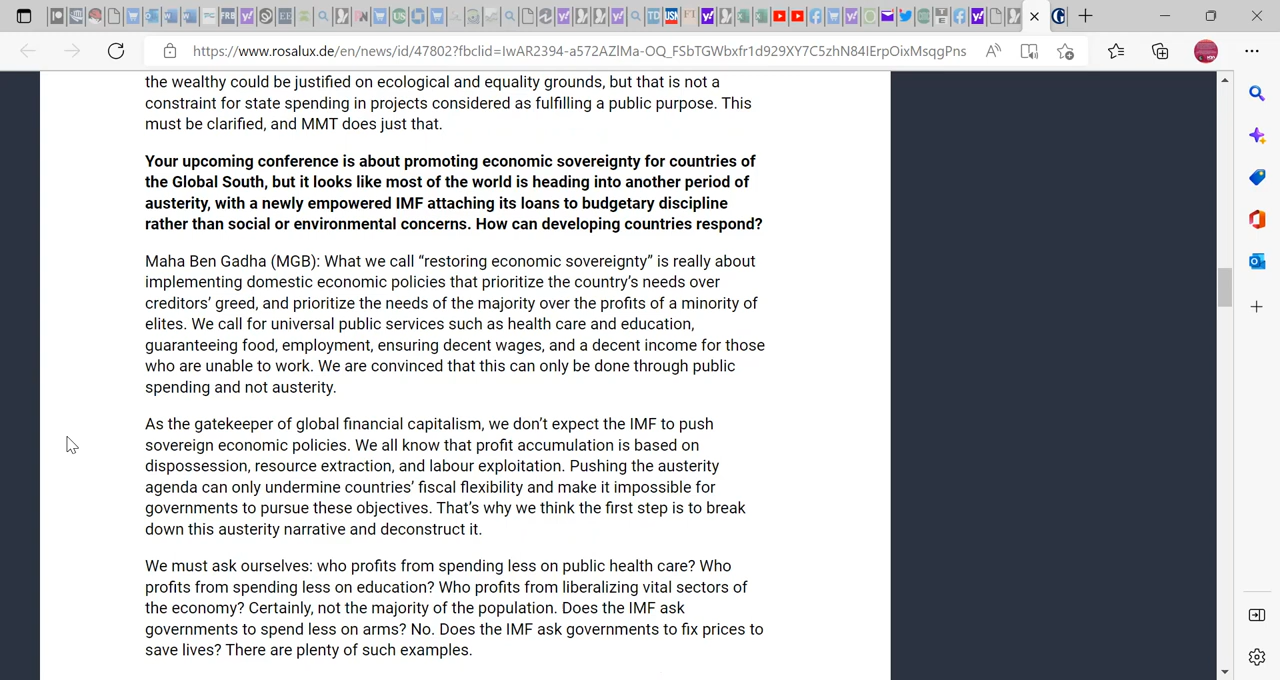 https://www.rosalux.de/en/news/id/47802?fbclid=IwAR2394-a572AZlMa-OQ_FSbTGWbxfr1d929XY7C5zhN84IErpOixMsqgPns
the wealthy could be justified on ecological and equality grounds, but that is not a
constraint for state spending in projects considered as fulfilling a public purpose. This
must be clarified, and MMT does just that.
Your upcoming conference is about promoting economic sovereignty for countries of
the Global South, but it looks like most of the world is heading into another period of
austerity, with a newly empowered IMF attaching its loans to budgetary discipline
rather than social or environmental concerns. How can developing countries respond?
Maha Ben Gadha (MGB): What we call “restoring economic sovereignty” is really about
implementing domestic economic policies that prioritize the country’s needs over
creditors’ greed, and prioritize the needs of the majority over the profits of a minority of
elites. We call for universal public services such as health care and education,
guaranteeing food, employment, ensuring decent wages, and a decent income for those
who are unable to work. We are convinced that this can only be done through public
spending and not austerity.
As the gatekeeper of global financial capitalism, we don’t expect the IMF to push
sovereign economic policies. We all know that profit accumulation is based on
dispossession, resource extraction, and labour exploitation. Pushing the austerity
agenda can only undermine countries’ fiscal flexibility and make it impossible for
governments to pursue these objectives. That’s why we think the first step is to break
down this austerity narrative and deconstruct it.
We must ask ourselves: who profits from spending less on public health care? Who
profits from spending less on education? Who profits from liberalizing vital sectors of
the economy? Certainly, not the majority of the population. Does the IMF ask
governments to spend less on arms? No. Does the IMF ask governments to fix prices to
save lives? There are plenty of such examples.